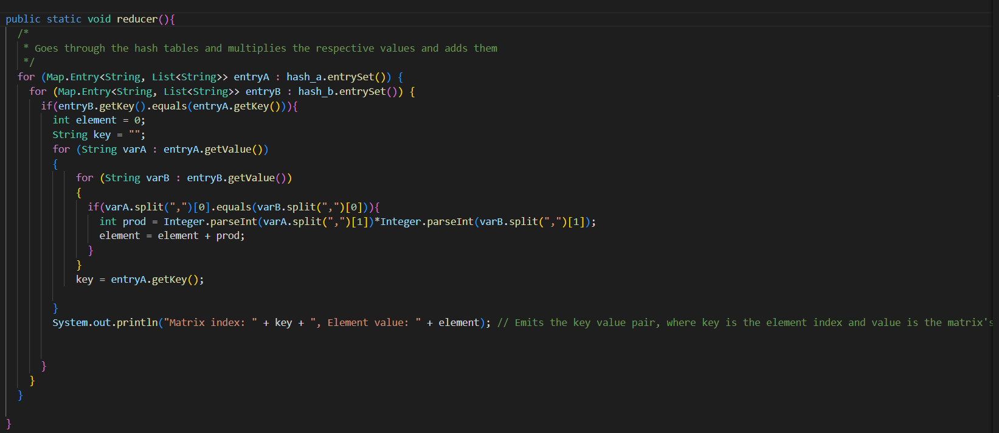 public static void reducer(){
/*
* Goes through the hash tables and multiplies the respective values and adds them
*/
for (Map.Entry<String, List<String>> entryA : hash_a.entrySet()) {
for (Map.Entry<String, List<String>> entryB : hash_b.entrySet()) {
if(entryB.getKey().equals(entryA.getKey())){
int element = 0;
String key = "";
for (String varA : entryA.getValue())
{
for (String varB : entryB.getValue())
{
if(varA.split(",")[0].equals(varB.split(",")[0])){
int prod = Integer.parseInt(varA.split(",")[1])*Integer.parseInt(varB.split(",")[1]);
element = element + prod;
}
}
key = entryA.getKey();
}
System.out.println("Matrix index: " + key + ", Element value: " + element); // Emits the key value pair, where key is the element index and value is the matrix's
}
}
}
}